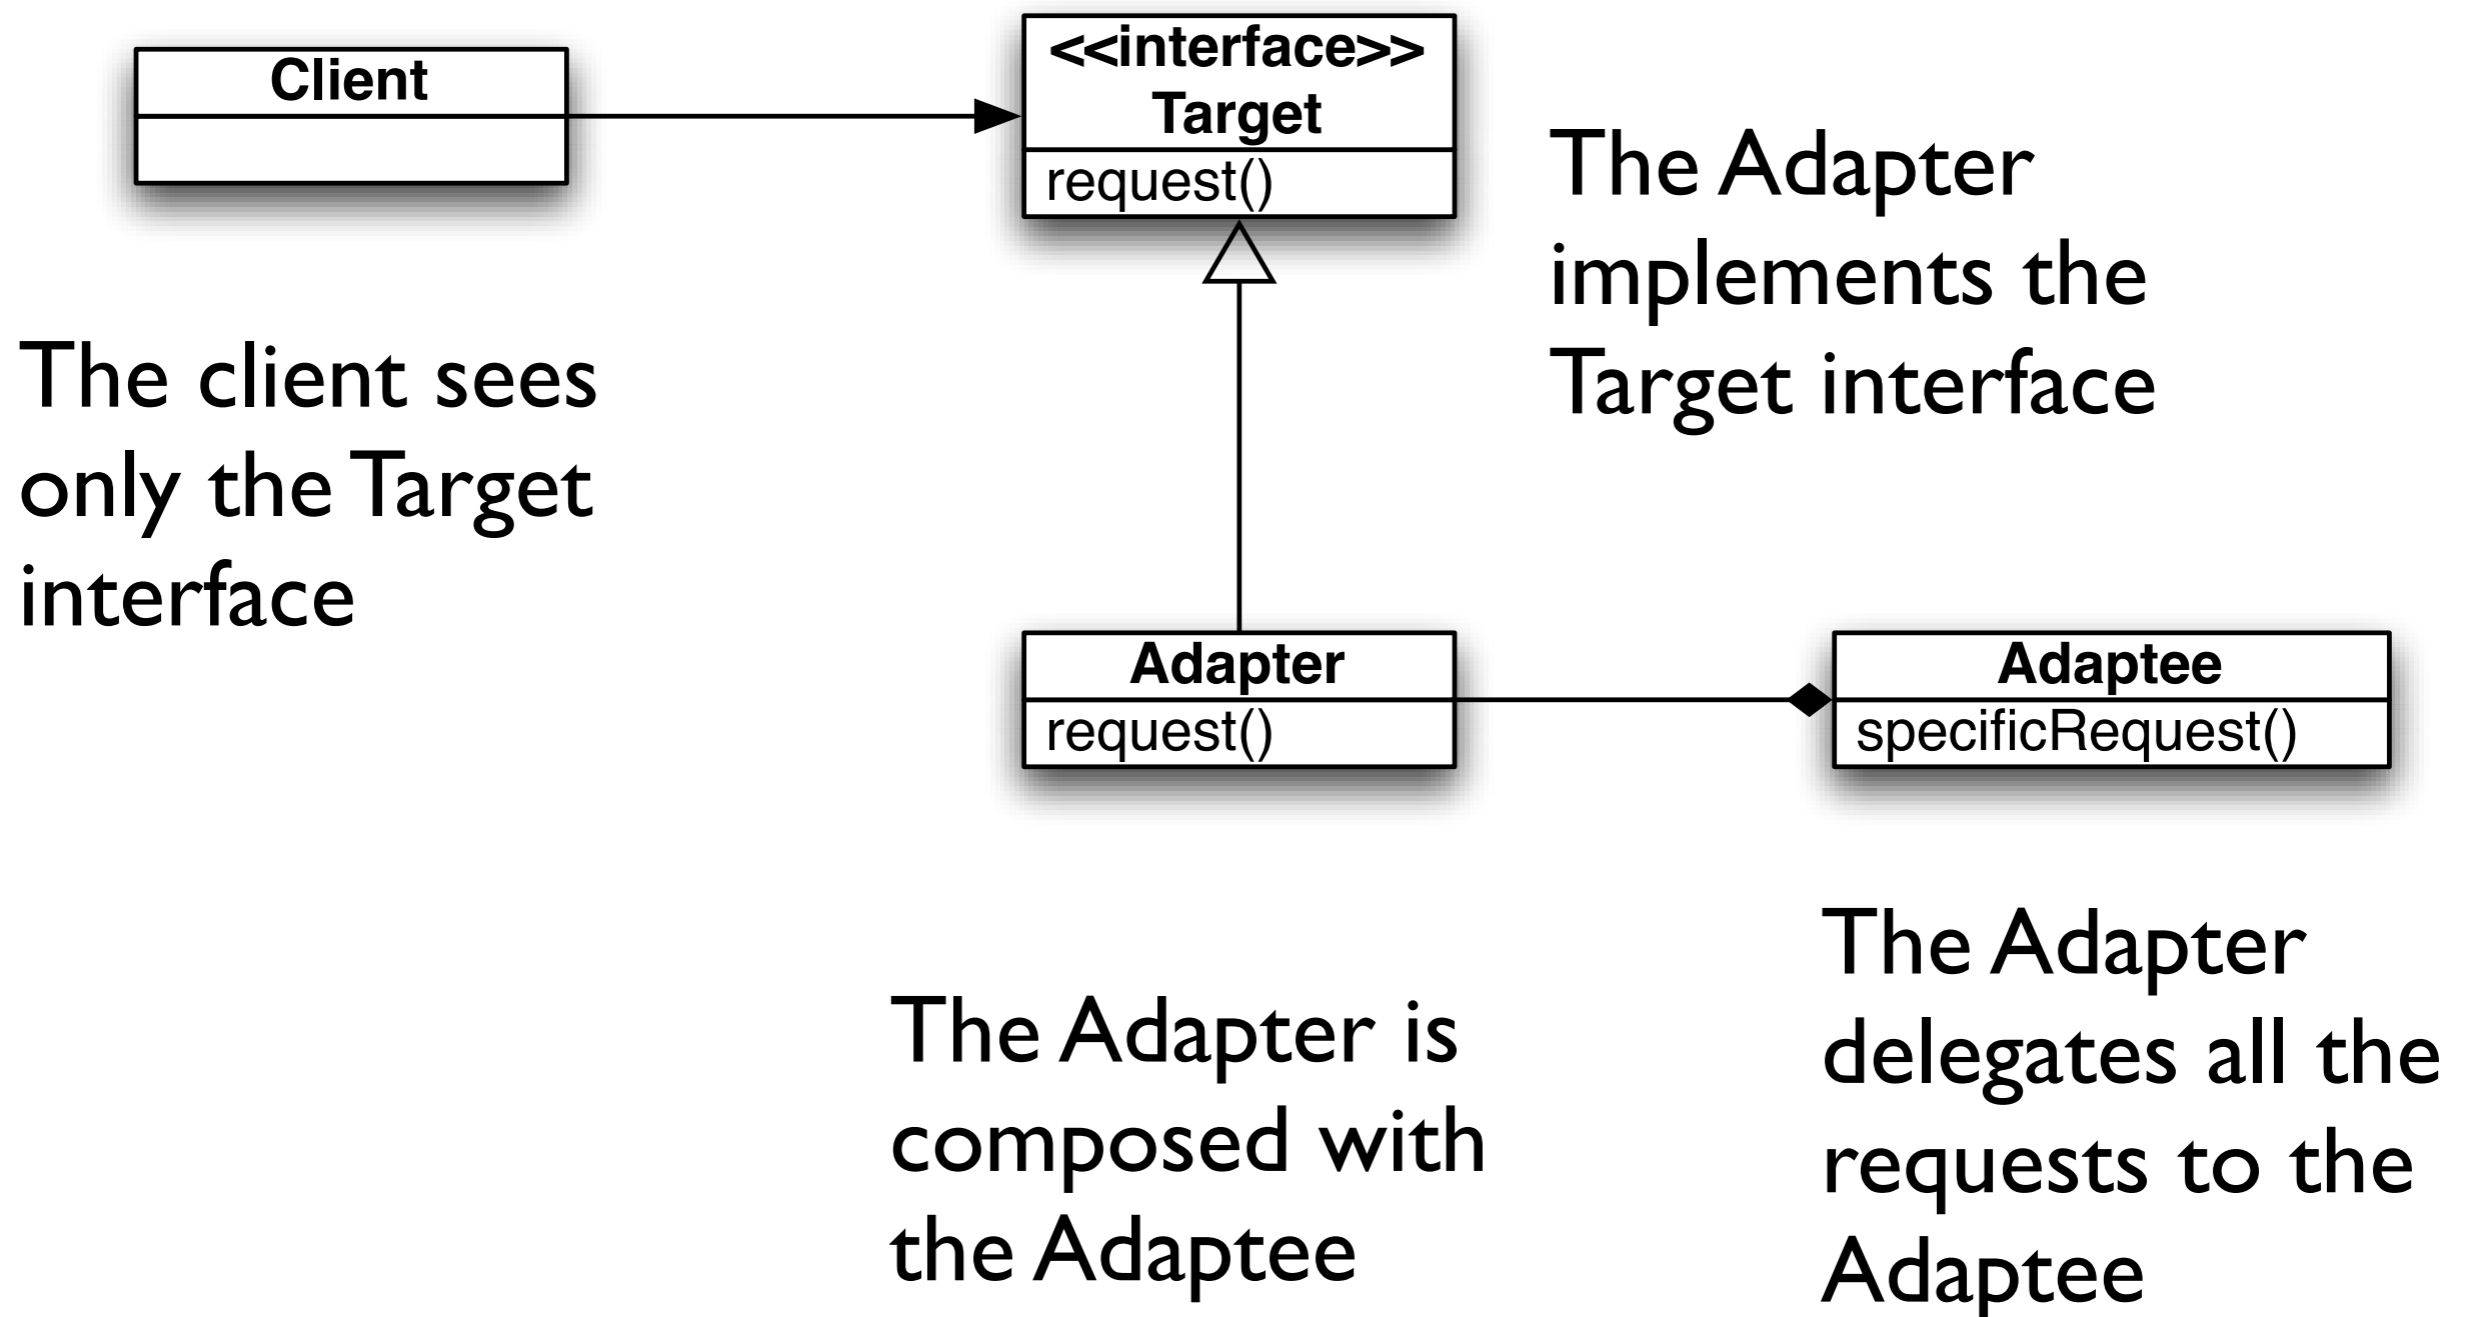 Client
<<interface>>
Target
request()
The Adapter
implements the
Target interface
The client sees
only the Target
interface
Adapter
request()
Adaptee
specificRequest()
The Adapter is
composed with
the Adaptee
The Adapter
delegates all the
requests to the
Adaptee